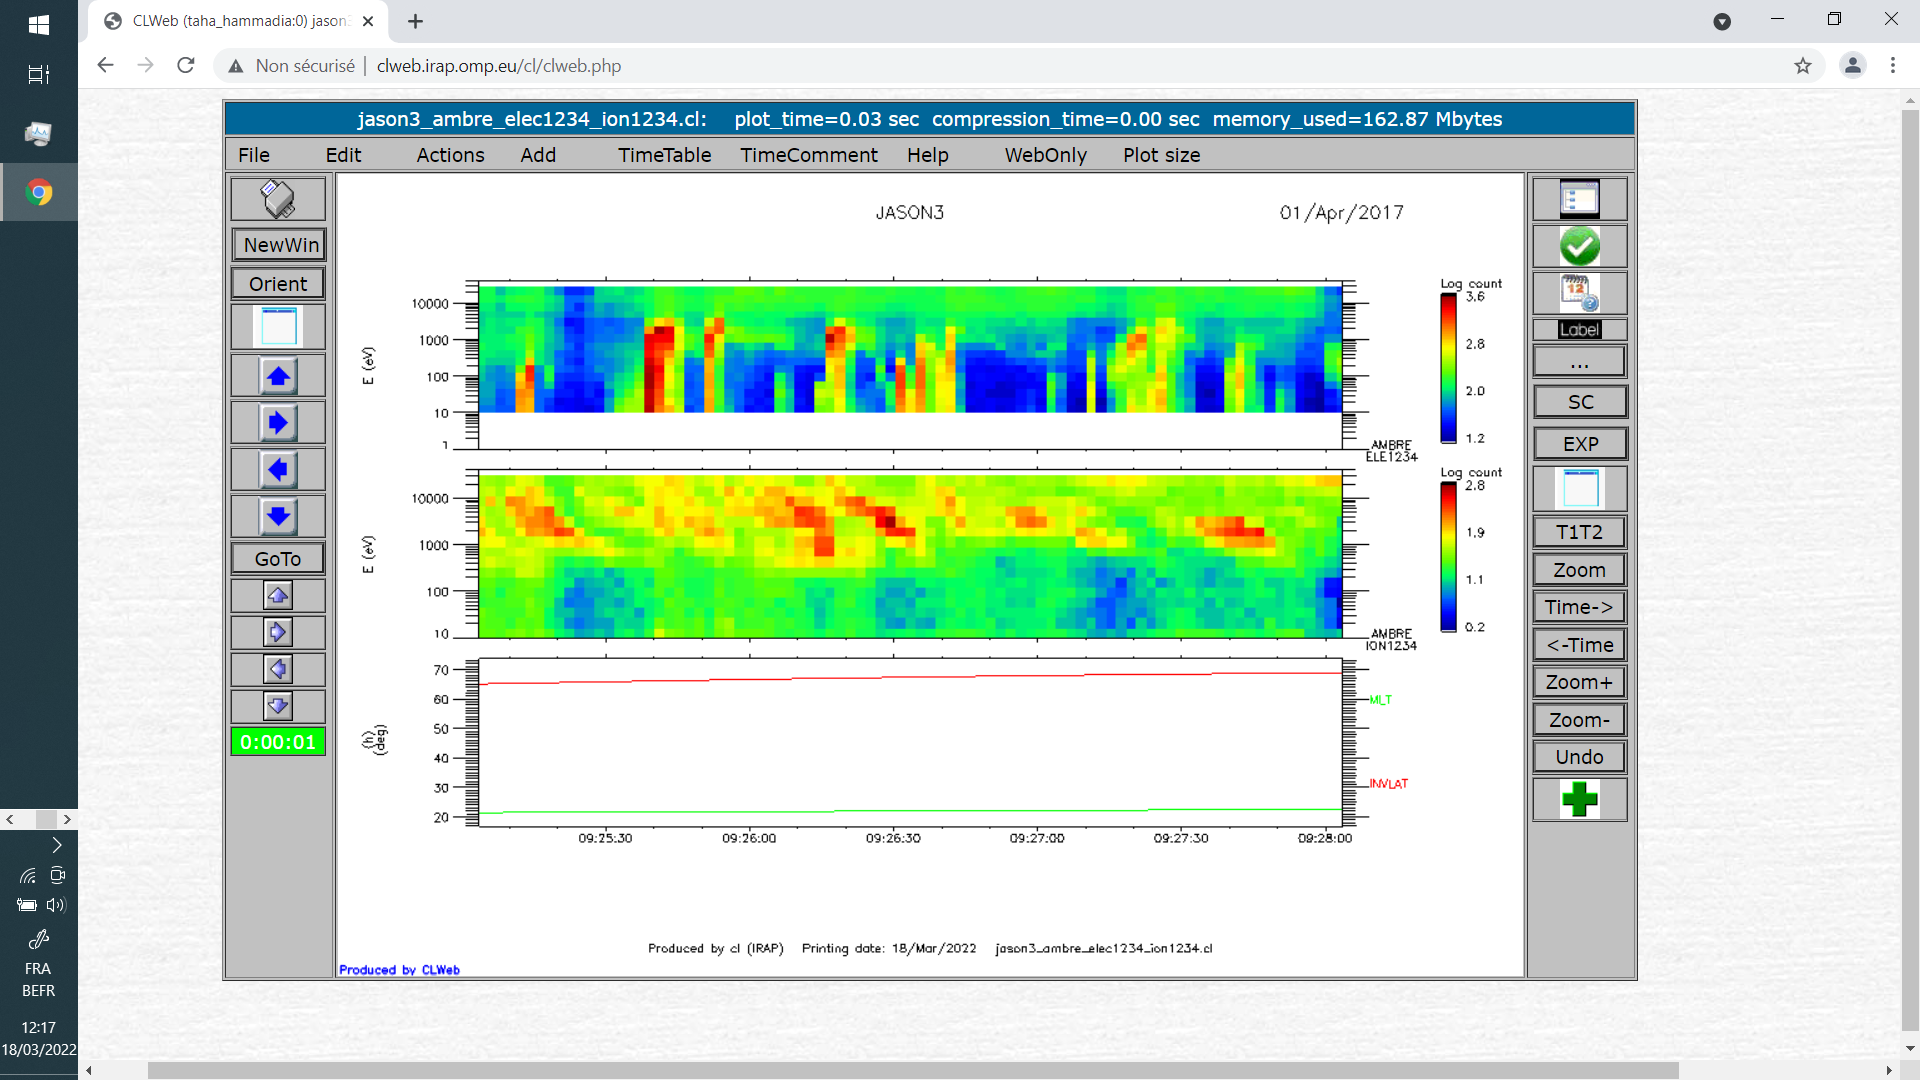 CLWeb (taha_hammadia:0) jason3
Non sécurisé | clweb.irap.omp.eu/cl/clweb.php
jason3_ambre_elec1234_ion1234.cl: plot_time=0.03 sec compression_time=0.00 sec memory_used=162.87 Mbytes
File Edit Actions Add TimeTable TimeComment Help WebOnly Plot size
NewWin
Orient
GoTo
0:00:01
JASON3 01/Apr/2017
10000
1000
100
10
1
E (eV)
AMBRE
ELE1234
Log count
3.6
2.8
2.0
1.2
10000
1000
100
10
E (eV)
AMBRE
ION1234
Log count
2.8
1.9
1.1
0.2
70
60
50
40
30
20
(h)
(deg)
MLT
INVLAT
09:25:30 09:26:00 09:26:30 09:27:00 09:27:30 09:28:00
Produced by cl (IRAP) Printing date: 18/Mar/2022 jason3_ambre_elec1234_ion1234.cl
Produced by CLWeb
12
Label
...
SC
EXP
T1T2
Zoom
Time->
<-Time
Zoom+
Zoom-
Undo
FRA
BEFR
12:17
18/03/2022